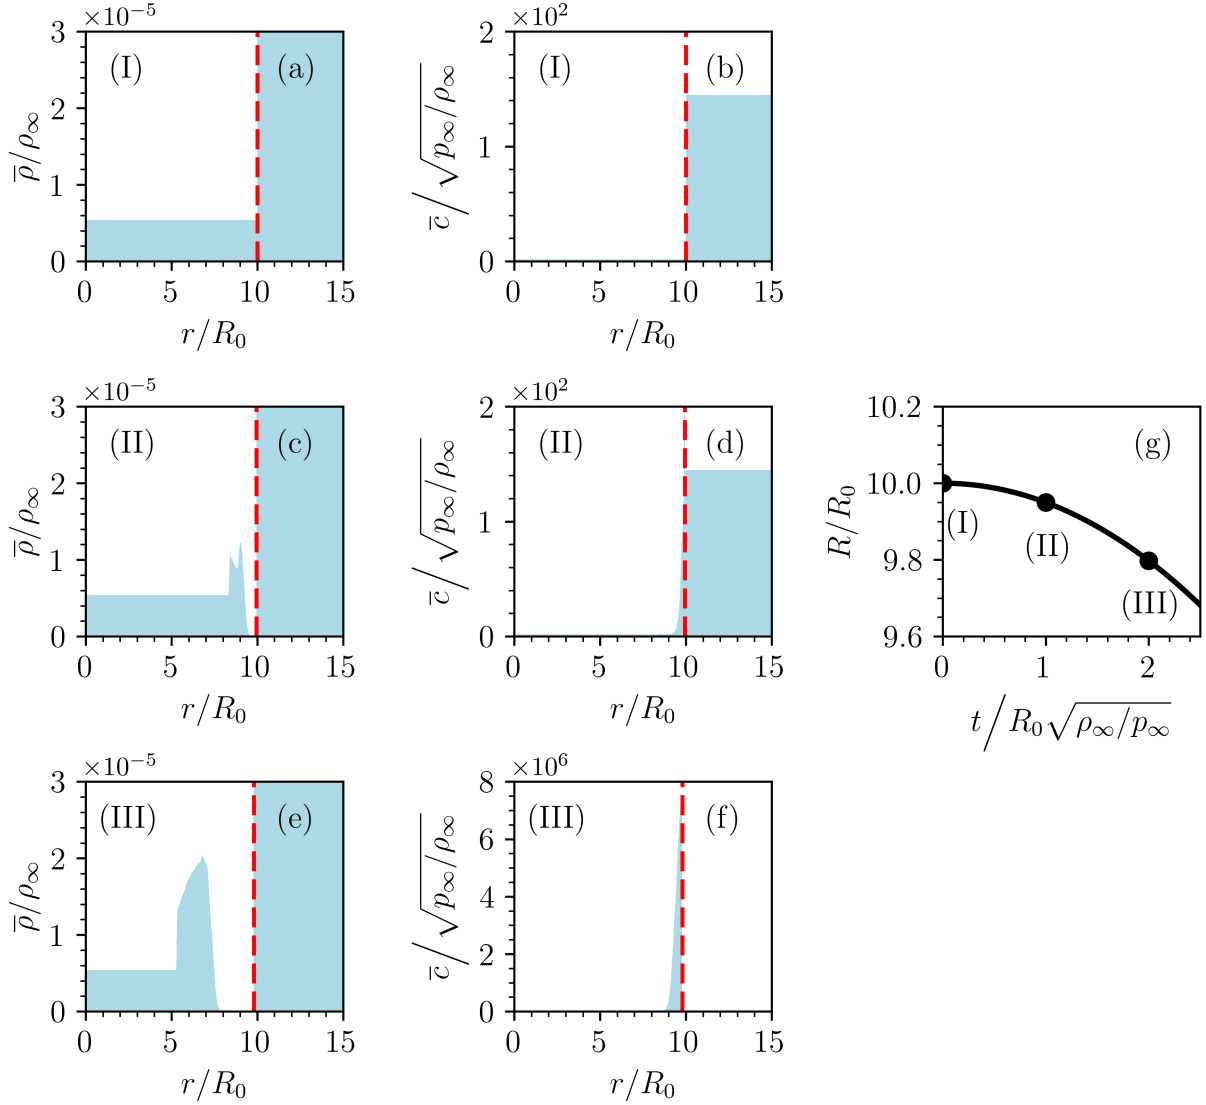 ×10⁻⁵
3
2
1
0
(I)
(a)
ρ̅/ρ∞
0 5 10 15
r/R₀
×10²
2
1
0
(I)
(b)
c̅/√p∞/ρ∞
0 5 10 15
r/R₀
×10⁻⁵
3
2
1
0
(II)
(c)
ρ̅/ρ∞
0 5 10 15
r/R₀
×10²
2
1
0
(II)
(d)
c̅/√p∞/ρ∞
0 5 10 15
r/R₀
10.2
10.0
9.8
9.6
(g)
R/R₀
(I)
(II)
(III)
0 1 2
t/R₀√ρ∞/p∞
×10⁻⁵
3
2
1
0
(III)
(e)
ρ̅/ρ∞
0 5 10 15
r/R₀
×10⁶
8
6
4
2
0
(III)
(f)
c̅/√p∞/ρ∞
0 5 10 15
r/R₀